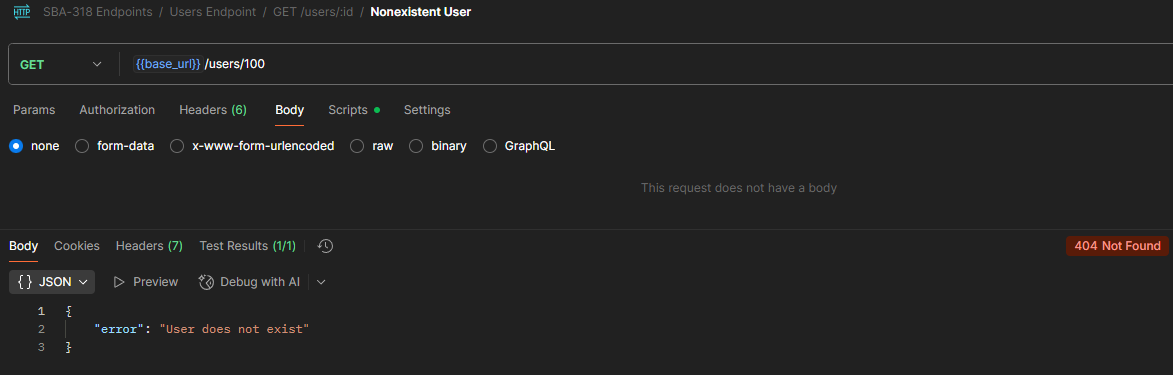 HTTP SBA-318 Endpoints / Users Endpoint / GET /users/:id / Nonexistent User
GET {{base_url}}/users/100
Params Authorization Headers (6) Body Scripts Settings
none form-data x-www-form-urlencoded raw binary GraphQL
This request does not have a body
Body Cookies Headers (7) Test Results (1/1) 404 Not Found
{} JSON Preview Debug with AI
1 {
2 "error": "User does not exist"
3 }